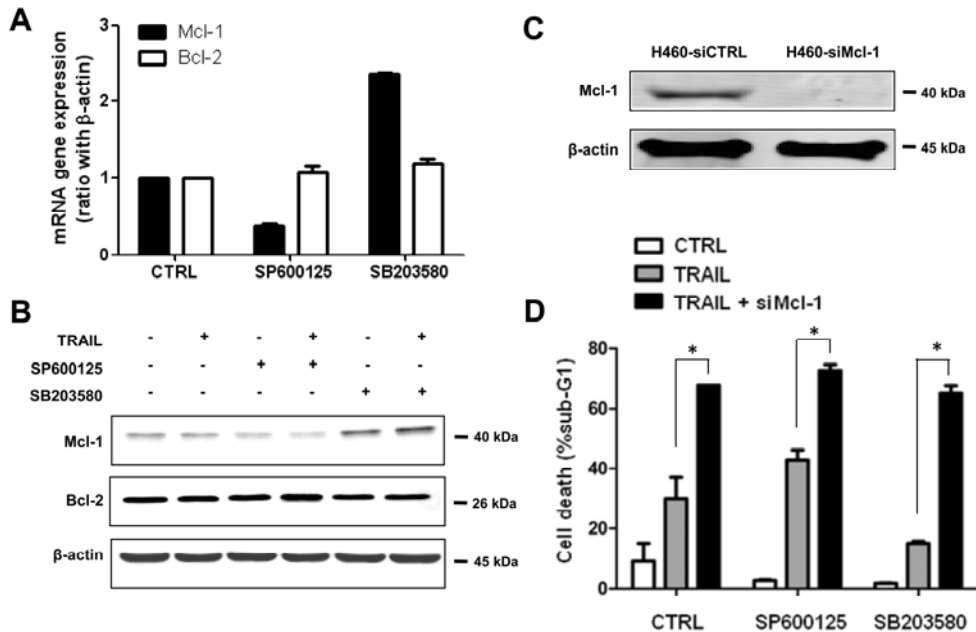 A
Mcl-1
Bcl-2
mRNA gene expression
(ratio with β-actin)
3
2
1
0
CTRL SP600125 SB203580
B
TRAIL - + - + - +
SP600125 - - + + - -
SB203580 - - - - + +
Mcl-1 40 kDa
Bcl-2 26 kDa
β-actin 45 kDa
C
H460-siCTRL H460-siMcl-1
Mcl-1 40 kDa
β-actin 45 kDa
CTRL
TRAIL
TRAIL + siMcl-1
D
Cell death (%sub-G1)
80
60
40
20
0
* * *
CTRL SP600125 SB203580